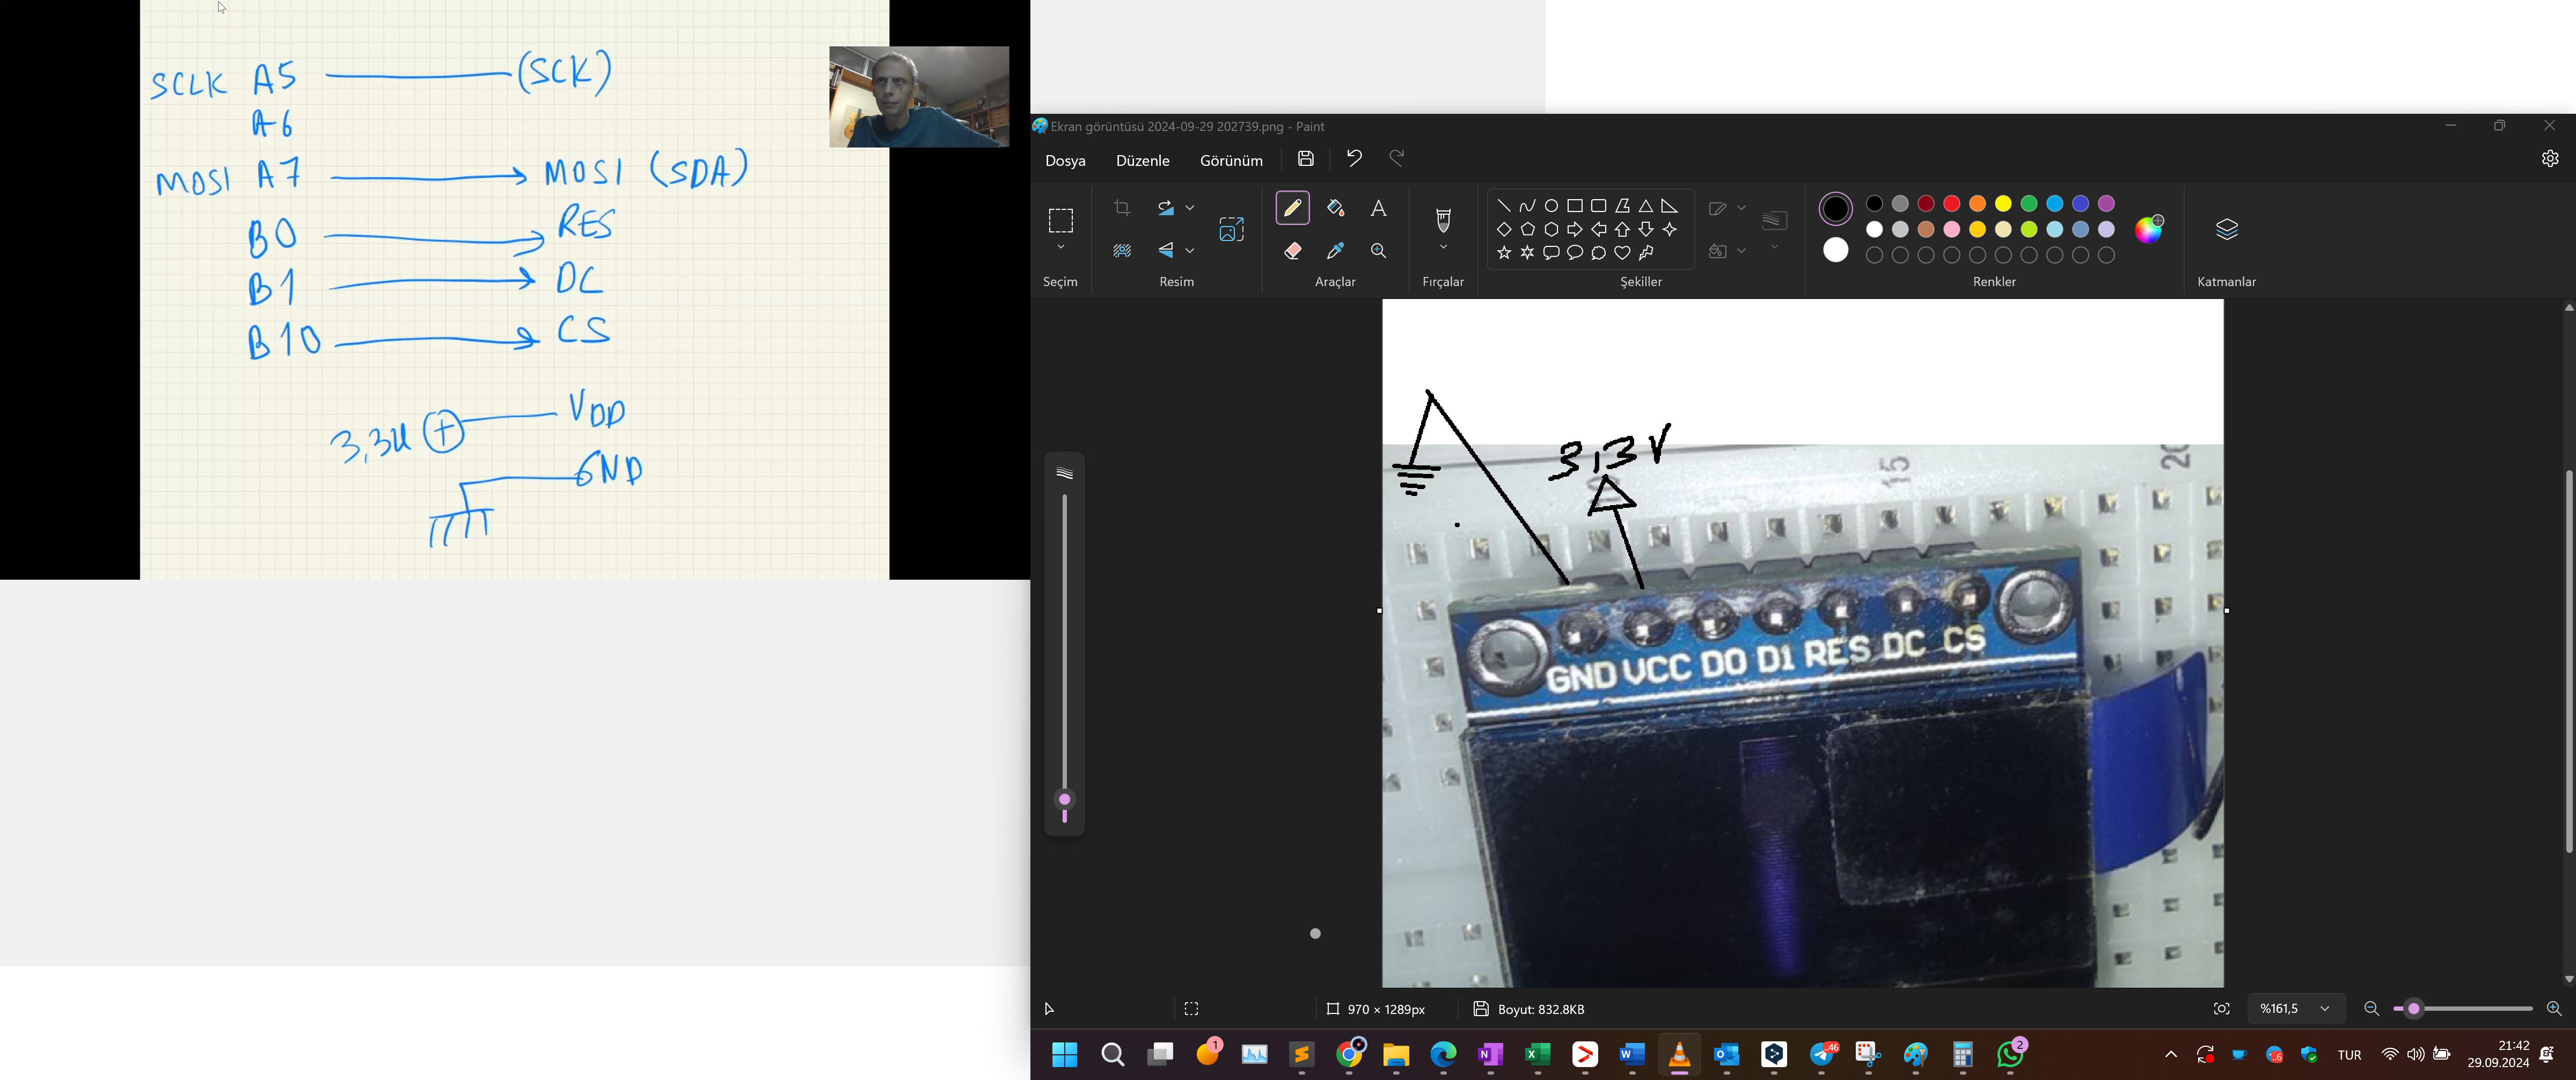 SCLK A5 (SCK)
A6
MOSI A7 MOSI (SDA)
B0 RES
B1 DC
B10 CS
3,3V + VDD
GND
Ekran görüntüsü 2024-09-29 202739.png - Paint
Dosya Düzenle Görünüm
A
Seçim Resim Araçlar Fırçalar Şekiller Renkler Katmanlar
3,3V
15
20
GND VCC D0 D1 RES DC CS
970 × 1289px Boyut: 832.8KB %161,5
TUR 21:42
29.09.2024